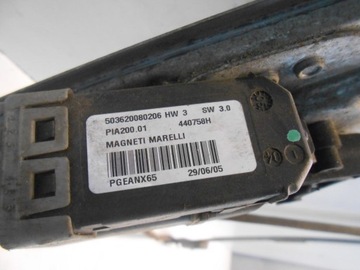 503620080206 HW 3 SW 3.0
PIA200.01 440758H
MAGNETI MARELLI
PGEANX65 29/06/05